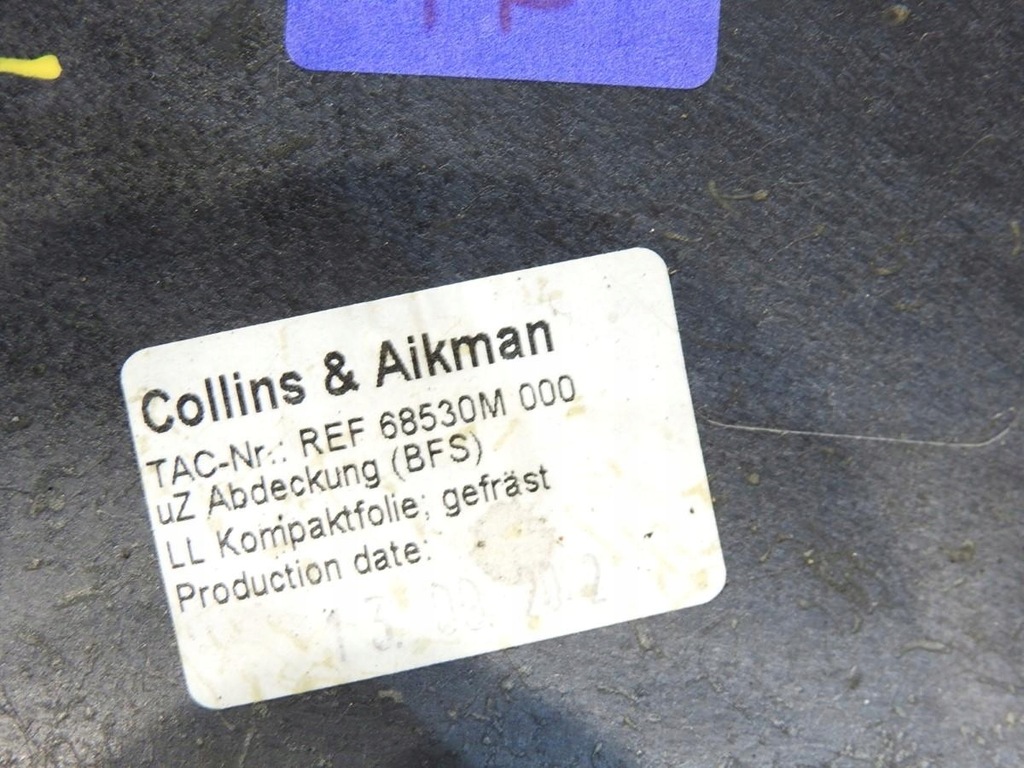 Collins & Aikman
TAC-Nr.: REF 68530M 000
uZ Abdeckung (BFS)
LL Kompaktfolie; gefräst
Production date: